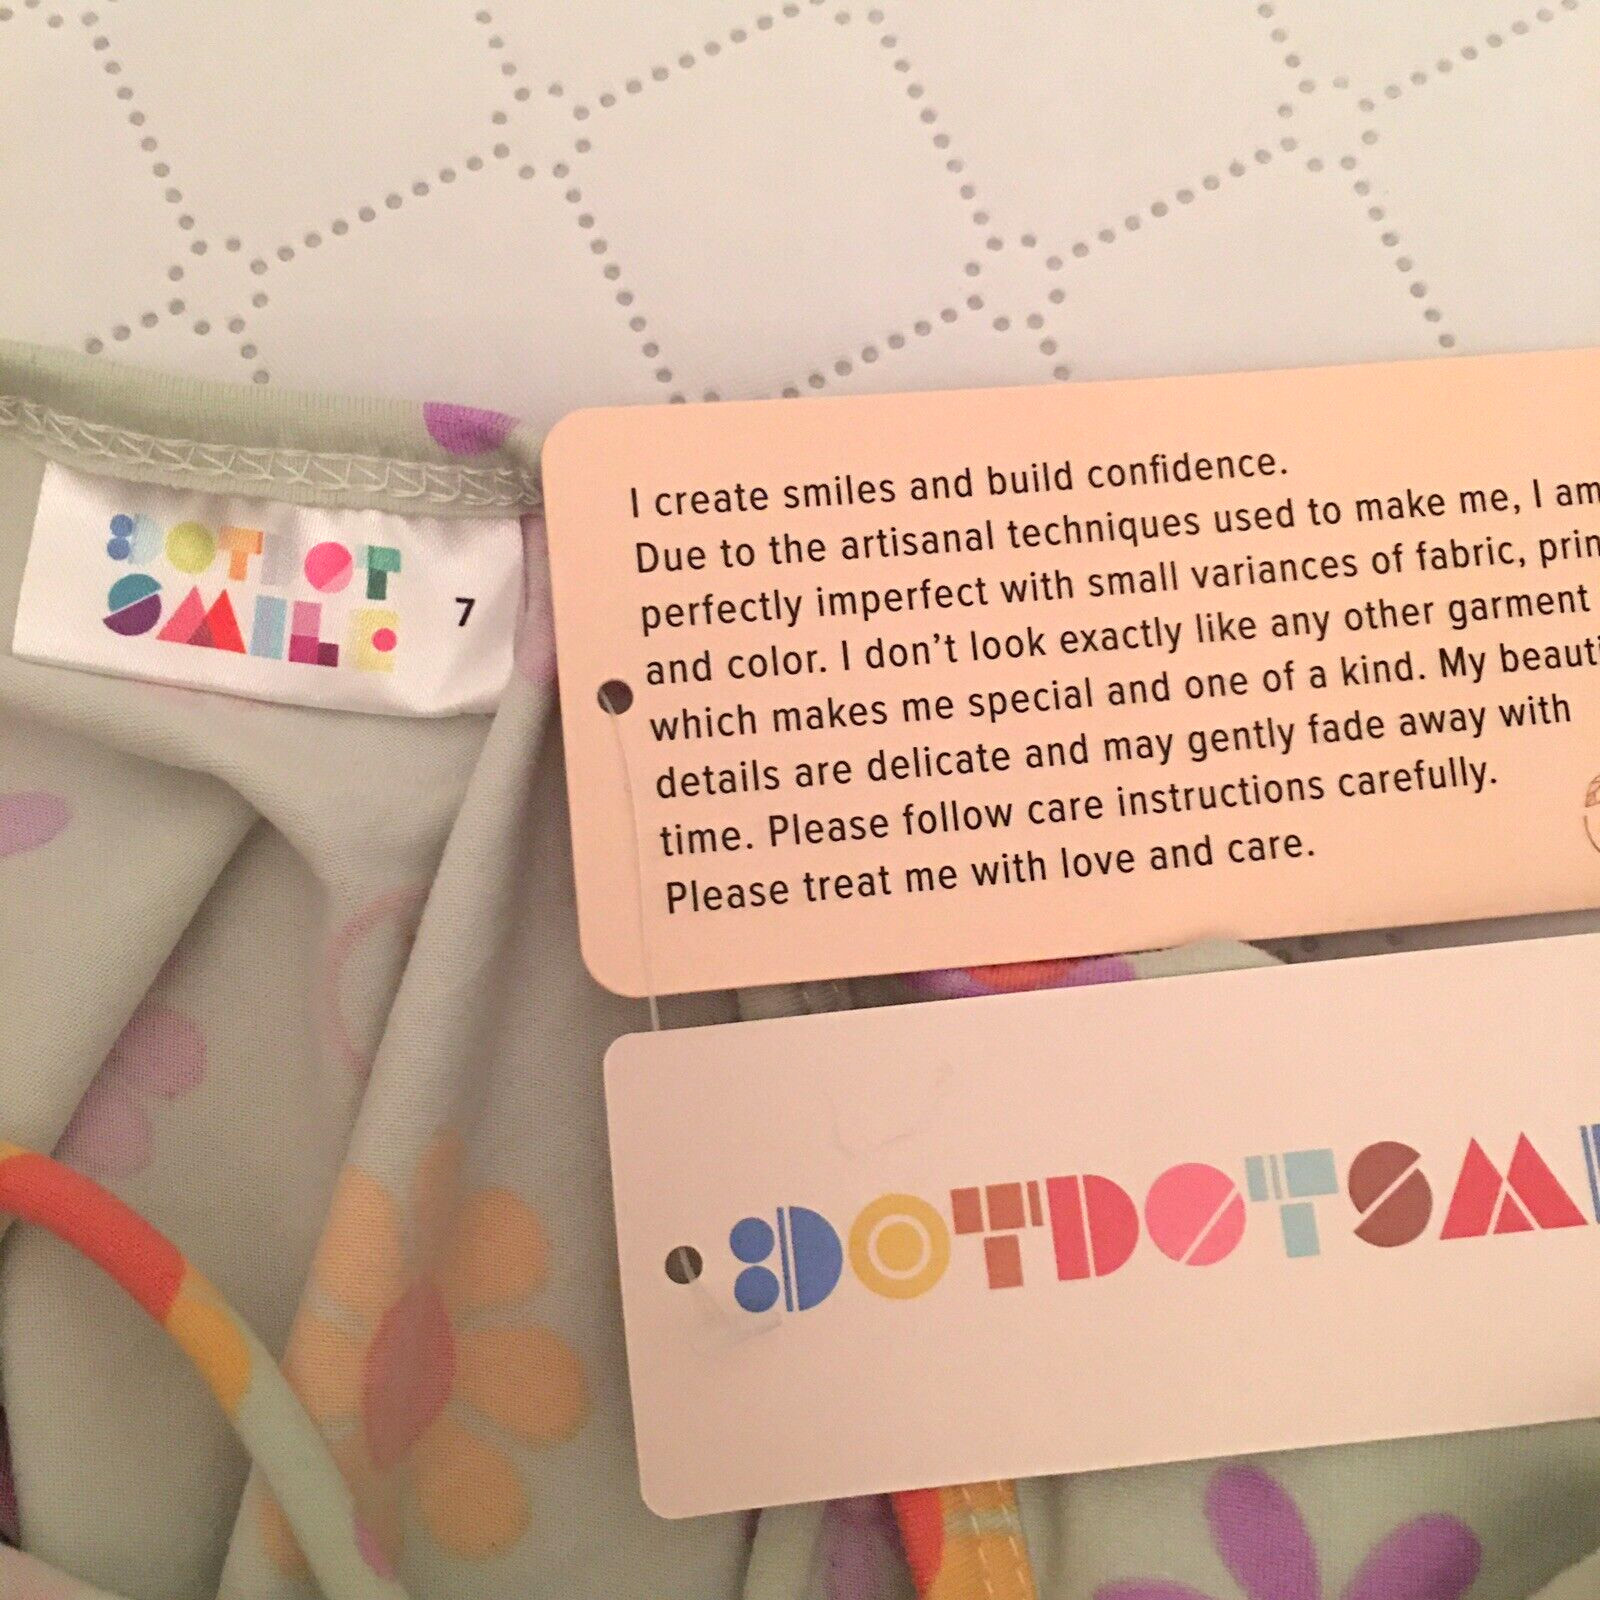 DOT DOT
SMILE
7
I create smiles and build confidence.
Due to the artisanal techniques used to make me, I am
perfectly imperfect with small variances of fabric, prin
and color. I don't look exactly like any other garment
which makes me special and one of a kind. My beauti
details are delicate and may gently fade away with
time. Please follow care instructions carefully.
Please treat me with love and care.
DOTDOTSM